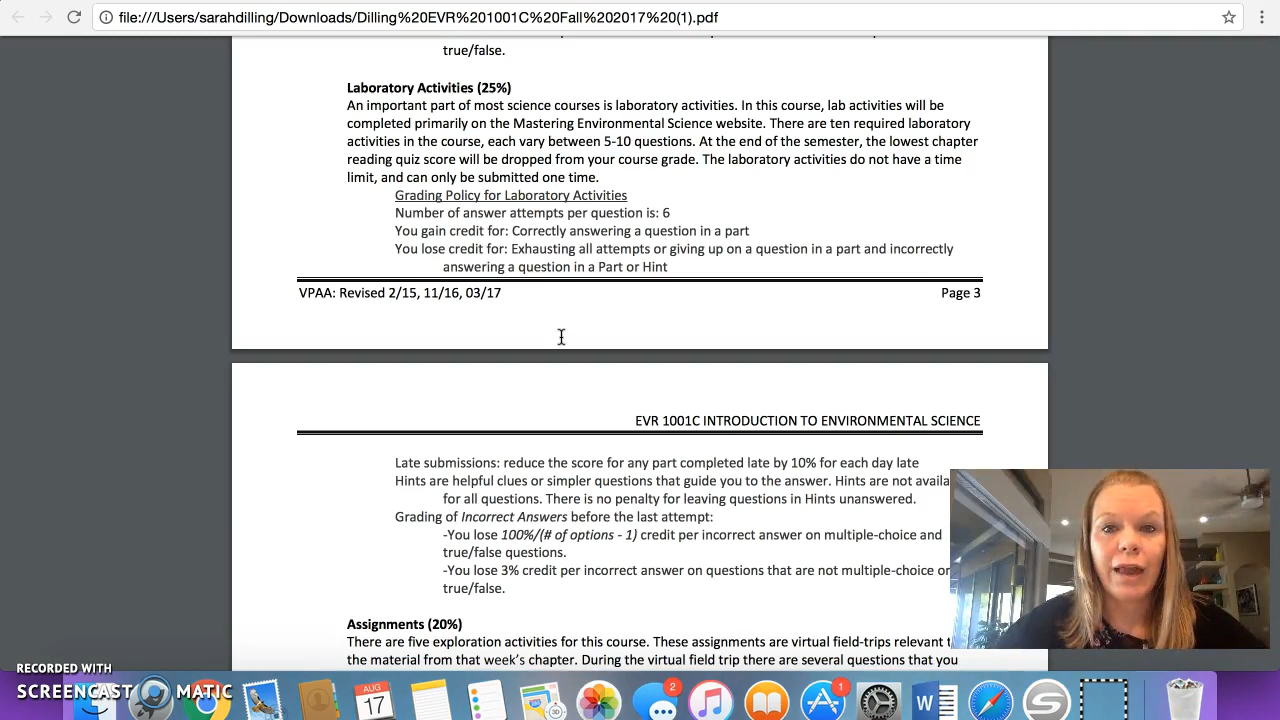 file:///Users/sarahdilling/Downloads/Dilling%20EVR%201001C%20Fall%202017%20(1).pdf
true/false.
Laboratory Activities (25%)
An important part of most science courses is laboratory activities. In this course, lab activities will be
completed primarily on the Mastering Environmental Science website. There are ten required laboratory
activities in the course, each vary between 5-10 questions. At the end of the semester, the lowest chapter
reading quiz score will be dropped from your course grade. The laboratory activities do not have a time
limit, and can only be submitted one time.
Grading Policy for Laboratory Activities
Number of answer attempts per question is: 6
You gain credit for: Correctly answering a question in a part
You lose credit for: Exhausting all attempts or giving up on a question in a part and incorrectly
answering a question in a Part or Hint
VPAA: Revised 2/15, 11/16, 03/17 Page 3
EVR 1001C INTRODUCTION TO ENVIRONMENTAL SCIENCE
Late submissions: reduce the score for any part completed late by 10% for each day late
Hints are helpful clues or simpler questions that guide you to the answer. Hints are not availa
for all questions. There is no penalty for leaving questions in Hints unanswered.
Grading of Incorrect Answers before the last attempt:
-You lose 100%/(# of options - 1) credit per incorrect answer on multiple-choice and
true/false questions.
-You lose 3% credit per incorrect answer on questions that are not multiple-choice or
true/false.
Assignments (20%)
There are five exploration activities for this course. These assignments are virtual field-trips relevant t
the material from that week's chapter. During the virtual field trip there are several questions that you
RECORDED WITH
SCREENCAST MATIC
AUG
17
2
1
W
S